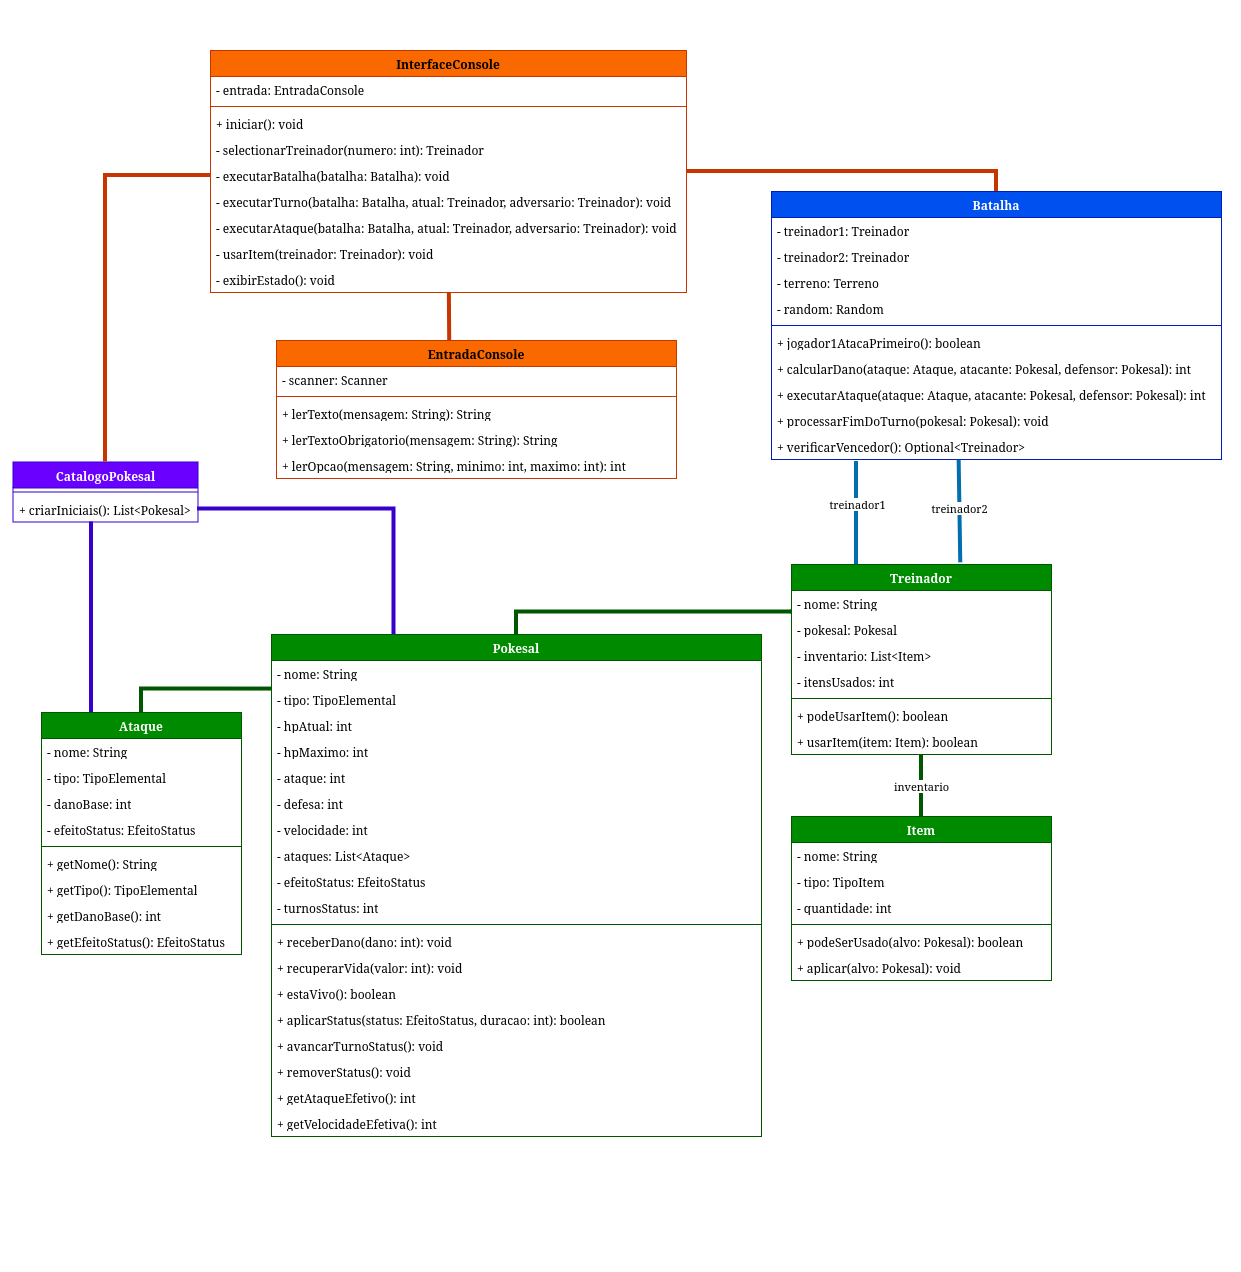 InterfaceConsole
- entrada: EntradaConsole
+ iniciar(): void
- selectionarTreinador(numero: int): Treinador
- executarBatalha(batalha: Batalha): void
- executarTurno(batalha: Batalha, atual: Treinador, adversario: Treinador): void
- executarAtaque(batalha: Batalha, atual: Treinador, adversario: Treinador): void
- usarItem(treinador: Treinador): void
- exibirEstado(): void
Batalha
- treinador1: Treinador
- treinador2: Treinador
- terreno: Terreno
- random: Random
+ jogador1AtacaPrimeiro(): boolean
+ calcularDano(ataque: Ataque, atacante: Pokesal, defensor: Pokesal): int
+ executarAtaque(ataque: Ataque, atacante: Pokesal, defensor: Pokesal): int
+ processarFimDoTurno(pokesal: Pokesal): void
+ verificarVencedor(): Optional<Treinador>
EntradaConsole
- scanner: Scanner
+ lerTexto(mensagem: String): String
+ lerTextoObrigatorio(mensagem: String): String
+ lerOpcao(mensagem: String, minimo: int, maximo: int): int
CatalogoPokesal
+ criarIniciais(): List<Pokesal>
treinador1
treinador2
Treinador
- nome: String
- pokesal: Pokesal
- inventario: List<Item>
- itensUsados: int
+ podeUsarItem(): boolean
+ usarItem(item: Item): boolean
Pokesal
- nome: String
- tipo: TipoElemental
- hpAtual: int
- hpMaximo: int
- ataque: int
- defesa: int
- velocidade: int
- ataques: List<Ataque>
- efeitoStatus: EfeitoStatus
- turnosStatus: int
+ receberDano(dano: int): void
+ recuperarVida(valor: int): void
+ estaVivo(): boolean
+ aplicarStatus(status: EfeitoStatus, duracao: int): boolean
+ avancarTurnoStatus(): void
+ removerStatus(): void
+ getAtaqueEfetivo(): int
+ getVelocidadeEfetiva(): int
Ataque
- nome: String
- tipo: TipoElemental
- danoBase: int
- efeitoStatus: EfeitoStatus
+ getNome(): String
+ getTipo(): TipoElemental
+ getDanoBase(): int
+ getEfeitoStatus(): EfeitoStatus
inventario
Item
- nome: String
- tipo: TipoItem
- quantidade: int
+ podeSerUsado(alvo: Pokesal): boolean
+ aplicar(alvo: Pokesal): void